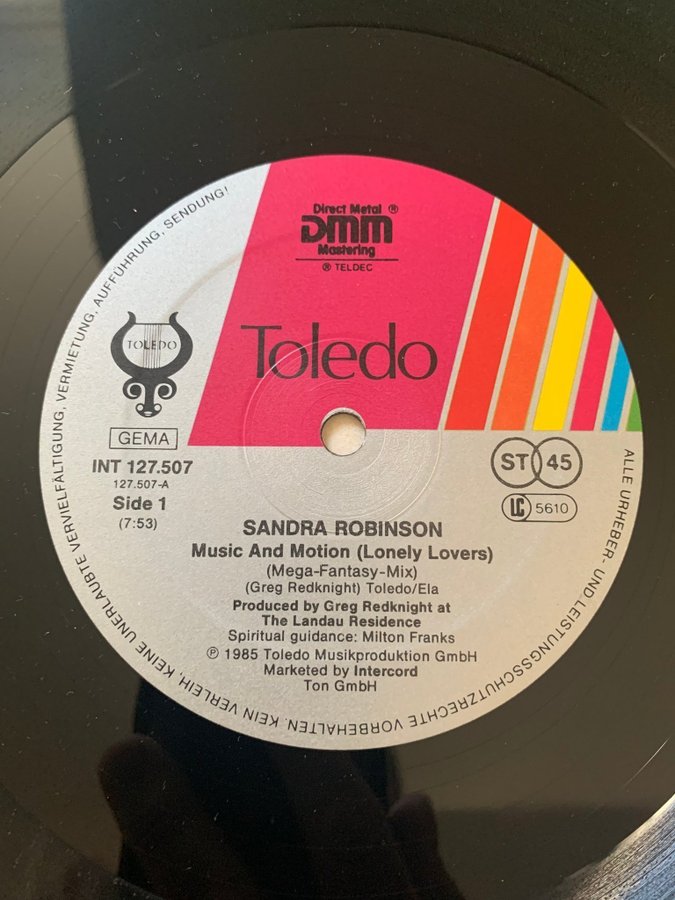 Direct Metal ®
DMM
Mastering
® TELDEC
TOLEDO
Toledo
GEMA
INT 127.507
127.507-A
Side 1
(7:53)
ST 45
LC 5610
SANDRA ROBINSON
Music And Motion (Lonely Lovers)
(Mega-Fantasy-Mix)
(Greg Redknight) Toledo/Ela
Produced by Greg Redknight at
The Landau Residence
Spiritual guidance: Milton Franks
℗ 1985 Toledo Musikproduktion GmbH
Marketed by Intercord
Ton GmbH
ALLE URHEBER- UND LEISTUNGSSCHUTZRECHTE VORBEHALTEN. KEIN VERLEIH, KEINE UNERLAUBTE VERVIELFÄLTIGUNG, VERMIETUNG, AUFFÜHRUNG, SENDUNG!